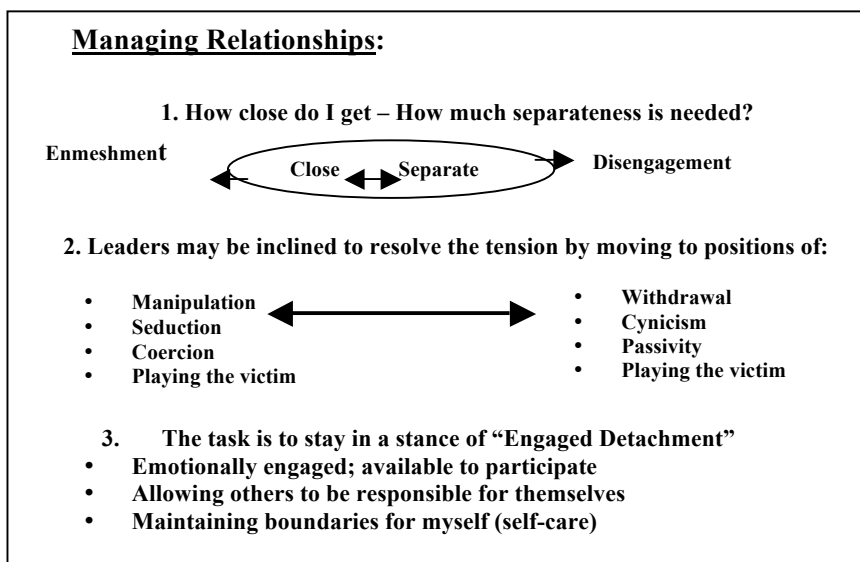 Managing Relationships:
1. How close do I get – How much separateness is needed?
Enmeshment
Close
Separate
Disengagement
2. Leaders may be inclined to resolve the tension by moving to positions of:
• Manipulation
• Seduction
• Coercion
• Playing the victim
• Withdrawal
• Cynicism
• Passivity
• Playing the victim
3. The task is to stay in a stance of “Engaged Detachment”
• Emotionally engaged; available to participate
• Allowing others to be responsible for themselves
• Maintaining boundaries for myself (self-care)